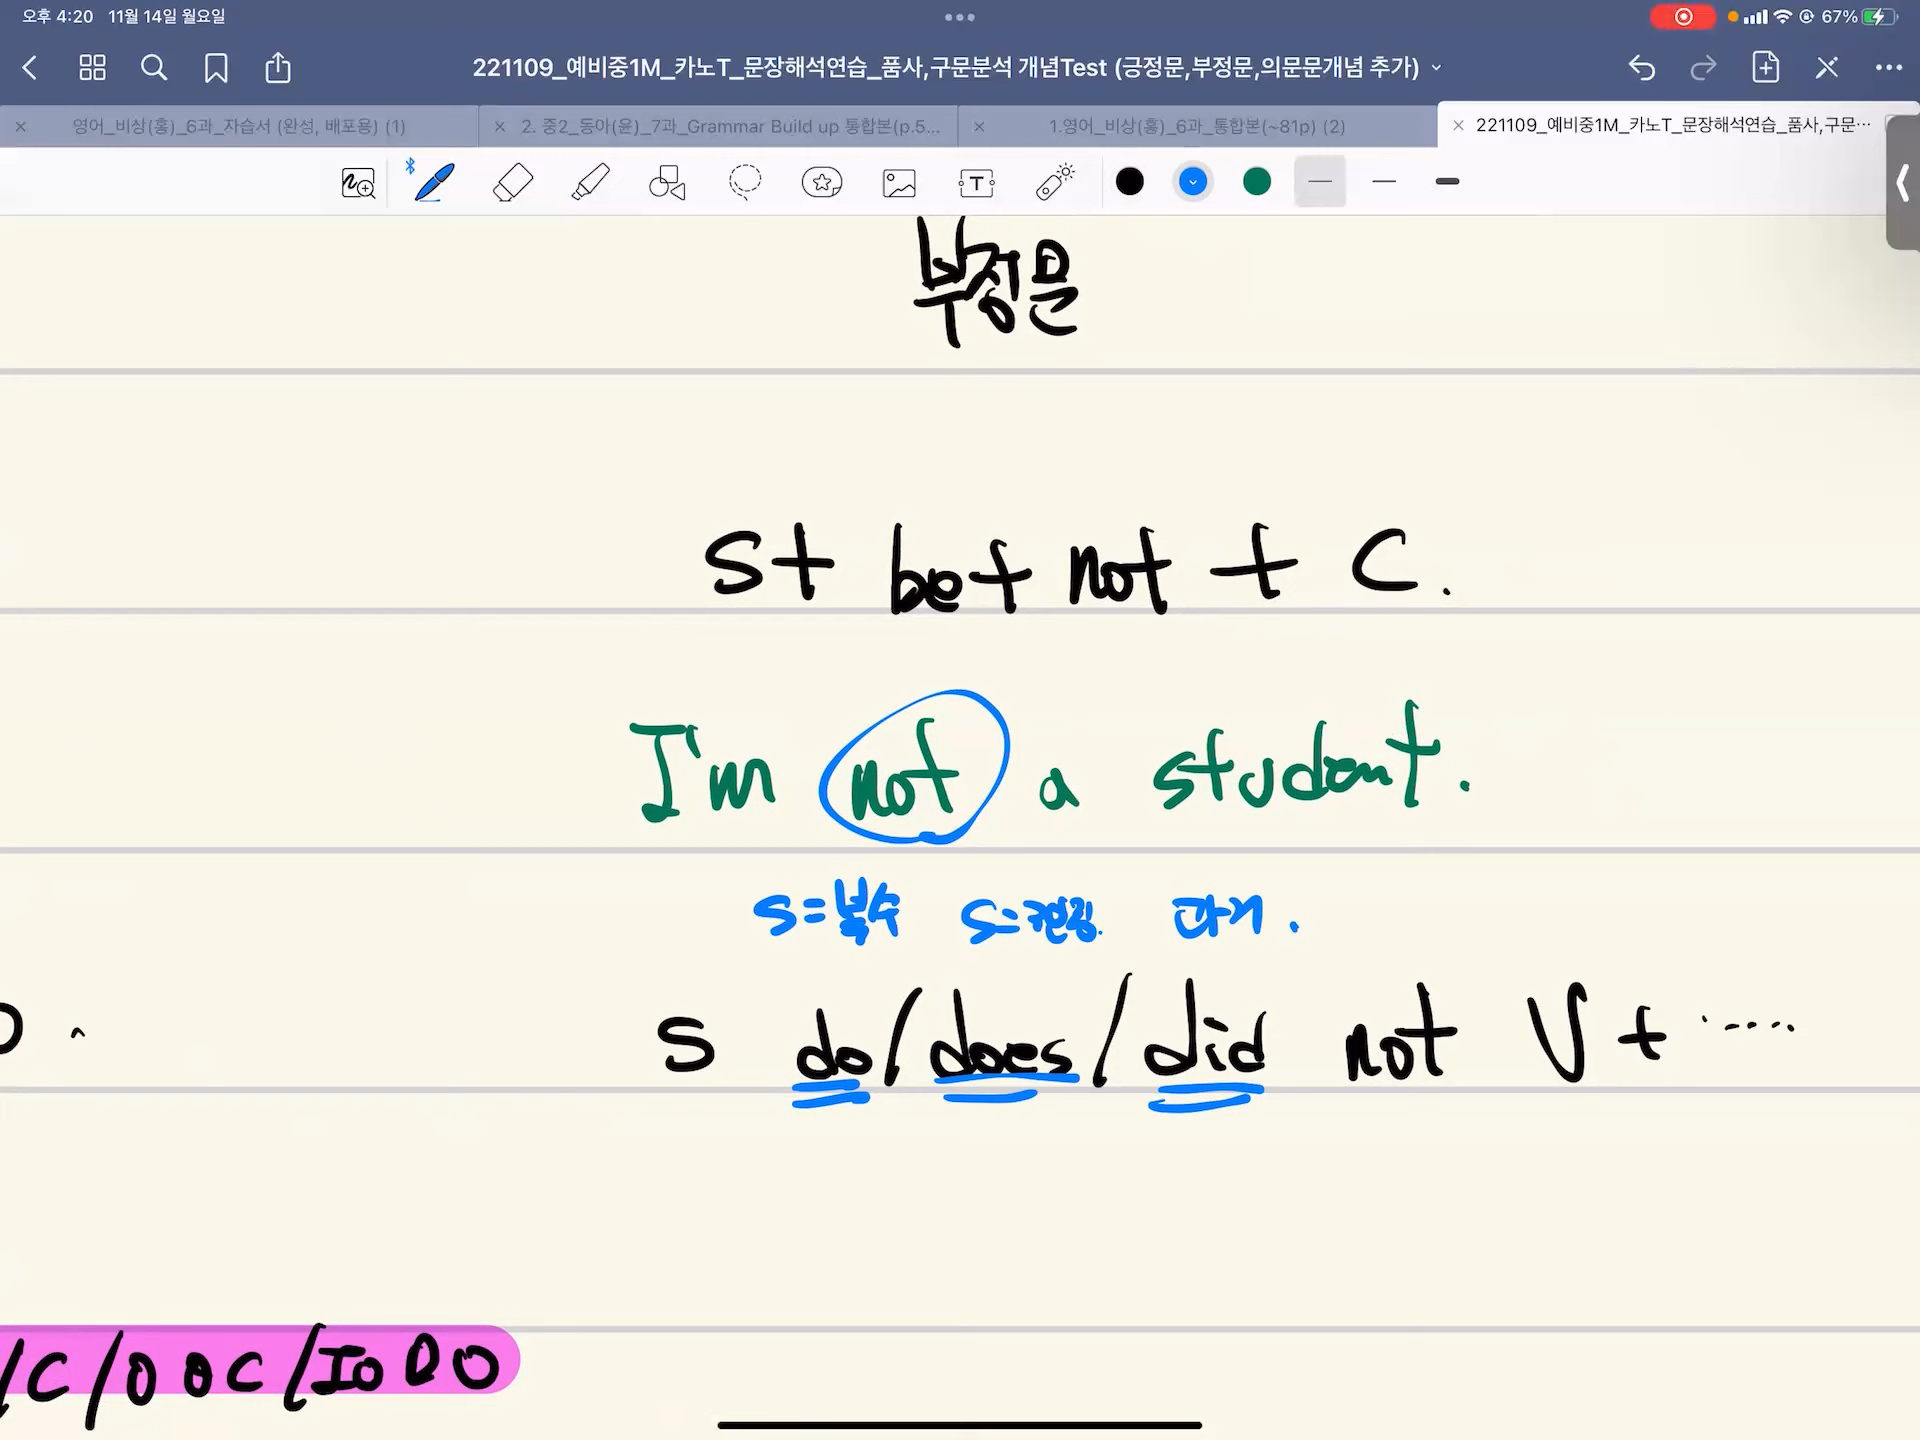 오후 4:20 11월 14일 월요일
67%
221109_예비중1M_카노T_문장해석연습_품사,구문분석 개념Test (긍정문,부정문,의문문개념 추가)
영어_비상(홍)_6과_자습서 (완성, 배포용) (1)
2. 중2_동아(윤)_7과_Grammar Build up 통합본(p.5...
1.영어_비상(홍)_6과_통합본(~81p) (2)
221109_예비중1M_카노T_문장해석연습_품사,구문…
부정문
S + be + not + C.
I'm not a student.
S=복수 S= 과거.
S do/does/did not V + .....
/C/O OC/IO DO